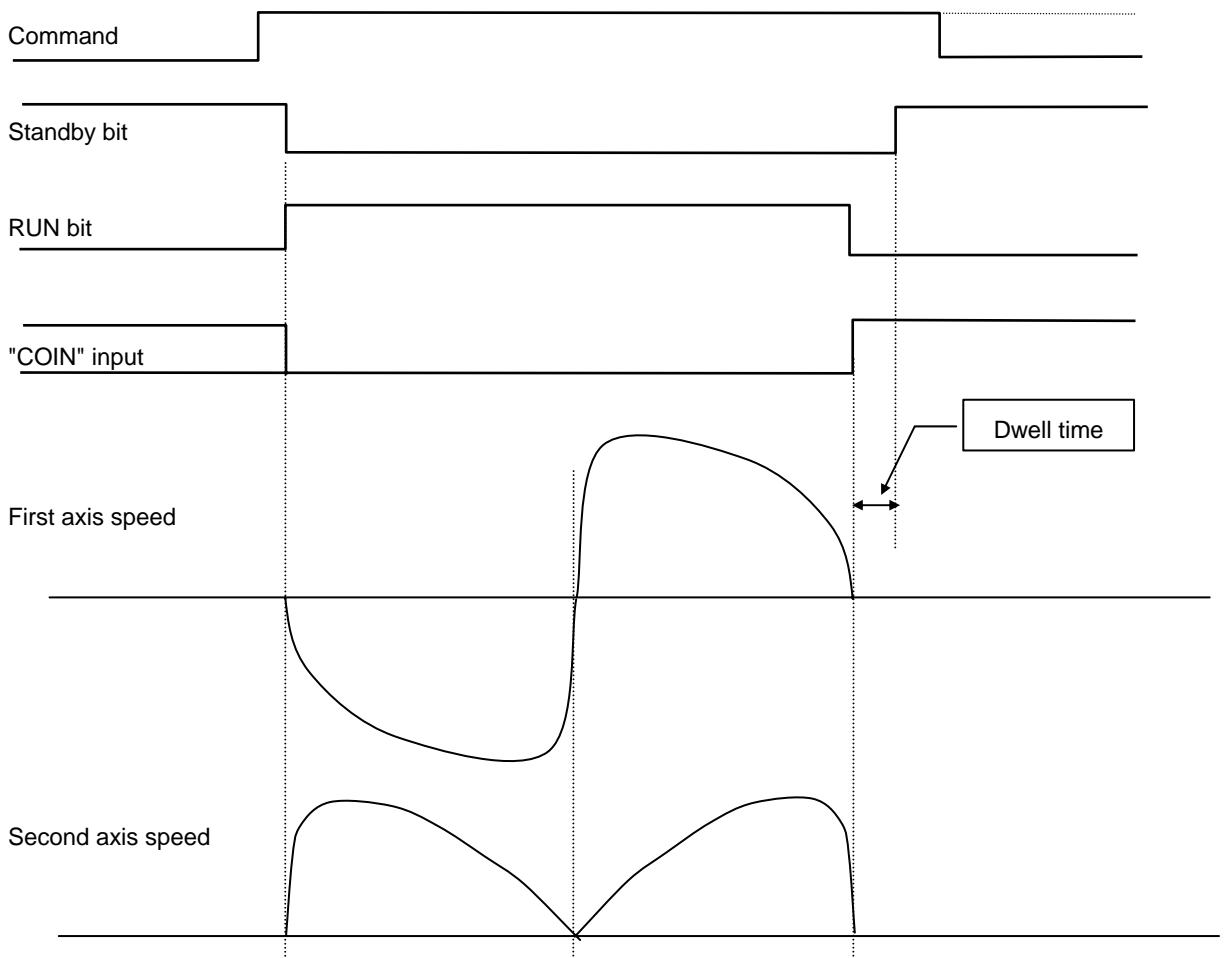 Command
Standby bit
RUN bit
"COIN" input
Dwell time
First axis speed
Second axis speed